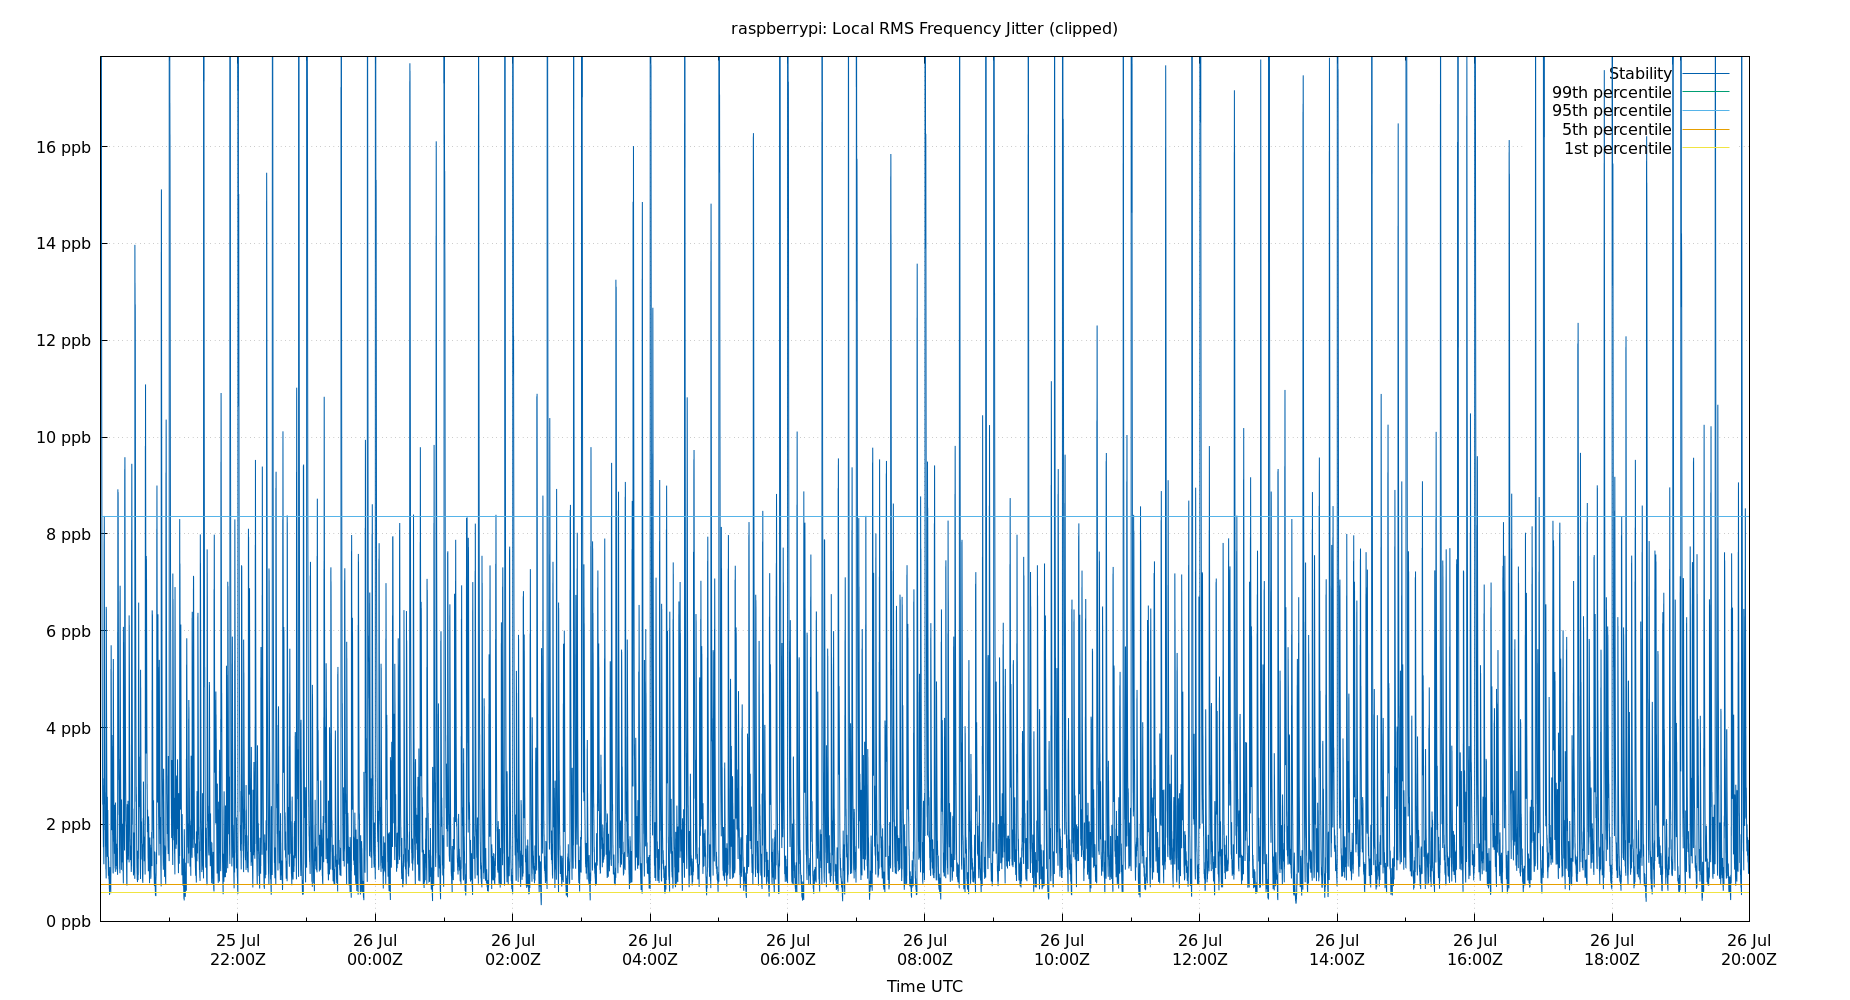 raspberrypi: Local RMS Frequency Jitter (clipped)
Stability
99th percentile
95th percentile
5th percentile
1st percentile
16 ppb
14 ppb
12 ppb
10 ppb
8 ppb
6 ppb
4 ppb
2 ppb
0 ppb
25 Jul 26 Jul 26 Jul 26 Jul 26 Jul 26 Jul 26 Jul 26 Jul 26 Jul 26 Jul 26 Jul 26 Jul
22:00Z 00:00Z 02:00Z 04:00Z 06:00Z 08:00Z 10:00Z 12:00Z 14:00Z 16:00Z 18:00Z 20:00Z
Time UTC